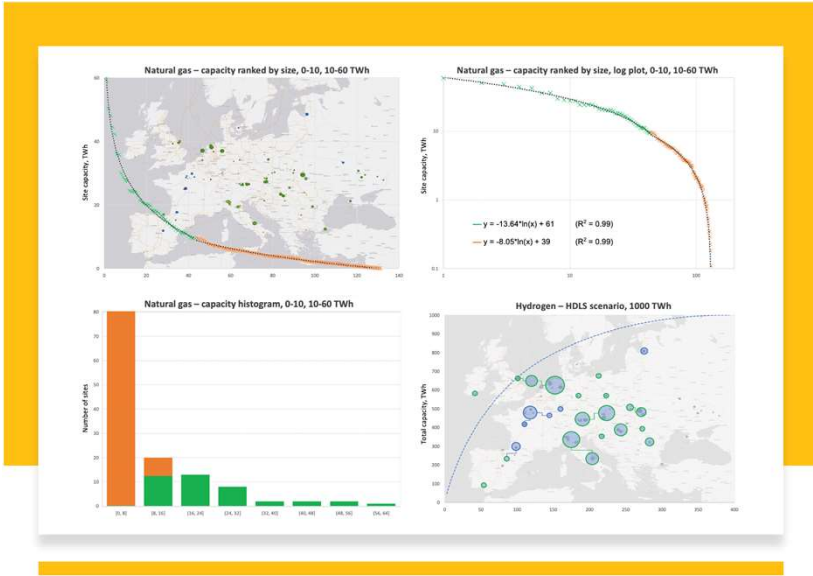 Natural gas – capacity ranked by size, 0-10, 10-60 TWh
Site capacity, TWh
60
40
20
0
0 20 40 60 80 100 120 140
Natural gas – capacity ranked by size, log plot, 0-10, 10-60 TWh
Site capacity, TWh
10
1
0.1
1 10 100
y = -13.64*ln(x) + 61 (R² = 0.99)
y = -8.05*ln(x) + 39 (R² = 0.99)
Natural gas – capacity histogram, 0-10, 10-60 TWh
Number of sites
80
70
60
50
40
30
20
10
0
[0, 8] (8, 16] (16, 24] (24, 32] (32, 40] (40, 48] (48, 56] (56, 64]
Hydrogen – HDLS scenario, 1000 TWh
Total capacity, TWh
1000
900
800
700
600
500
400
300
200
100
0
0 50 100 150 200 250 300 350 400